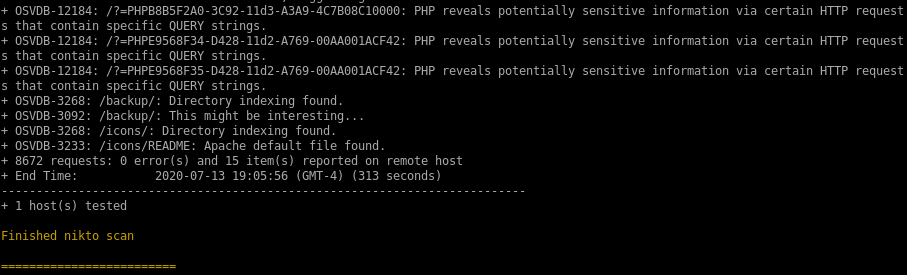 + OSVDB-12184: /?=PHPB8B5F2A0-3C92-11d3-A3A9-4C7B08C10000: PHP reveals potentially sensitive information via certain HTTP request
s that contain specific QUERY strings.
+ OSVDB-12184: /?=PHPE9568F34-D428-11d2-A769-00AA001ACF42: PHP reveals potentially sensitive information via certain HTTP request
s that contain specific QUERY strings.
+ OSVDB-12184: /?=PHPE9568F35-D428-11d2-A769-00AA001ACF42: PHP reveals potentially sensitive information via certain HTTP request
s that contain specific QUERY strings.
+ OSVDB-3268: /backup/: Directory indexing found.
+ OSVDB-3092: /backup/: This might be interesting...
+ OSVDB-3268: /icons/: Directory indexing found.
+ OSVDB-3233: /icons/README: Apache default file found.
+ 8672 requests: 0 error(s) and 15 item(s) reported on remote host
+ End Time:           2020-07-13 19:05:56 (GMT-4) (313 seconds)
---------------------------------------------------------------------------
+ 1 host(s) tested
Finished nikto scan
=========================